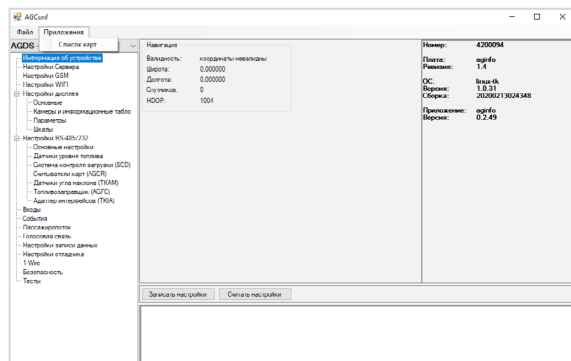 AGConf
Файл Приложения
AGDS -
Список карт
Информация об устройстве
Настройки Сервера
Настройки GSM
Настройки WIFI
Настройки дисплея
Основные
Камеры и информационные табло
Параметры
Шкалы
Настройки RS-485/232
Основные настройки
Датчики уровня топлива
Система контроля загрузки (SCD)
Считыватели карт (AGCR)
Датчики угла наклона (TKAM)
Топливозаправщик (AGFC)
Адаптер интерфейсов (TKIA)
Входы
События
Пассажиропоток
Голосовая связь
Настройки записи данных
Настройки отладчика
1 Wire
Безопасность
Тесты
Навигация
Валидность: координаты невалидны
Широта: 0,000000
Долгота: 0,000000
Спутников: 0
HDOP: 1004
Номер: 4200094
Плата: aginfo
Ревизия: 1.4
ОС: linux-tk
Версия: 1.0.31
Сборка: 20200213024348
Приложение: aginfo
Версия: 0.2.49
Записать настройки Считать настройки